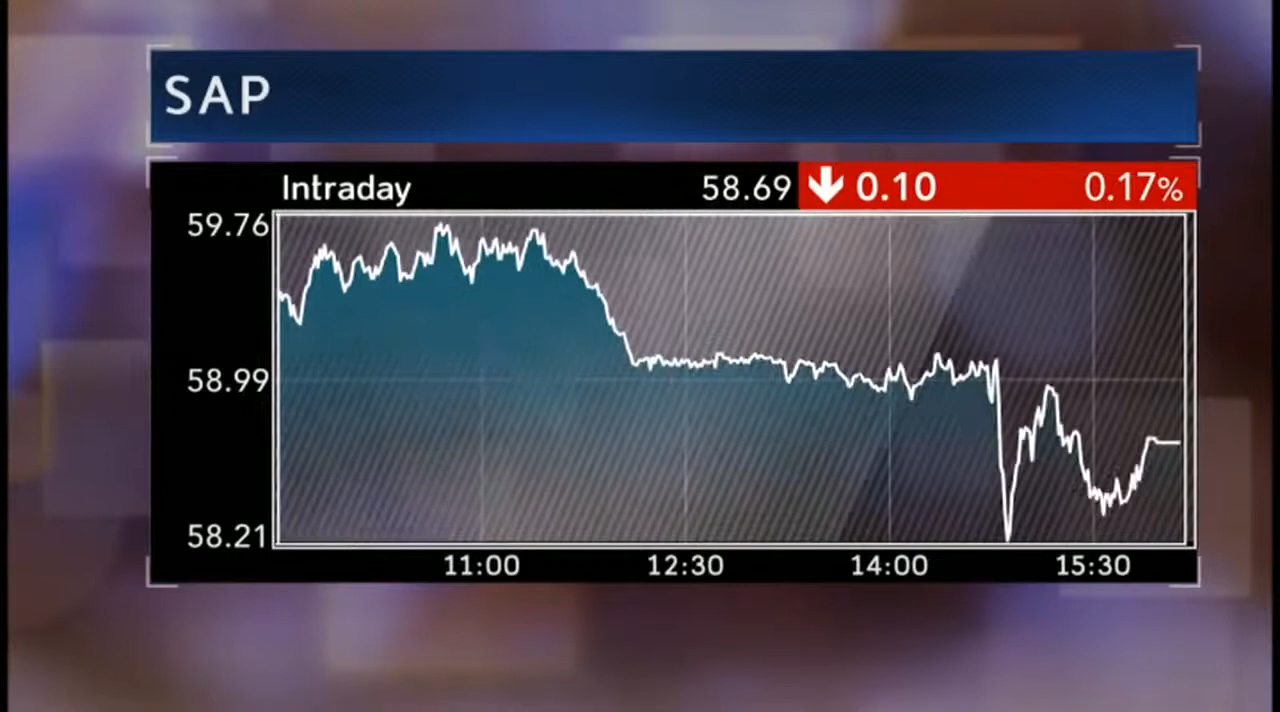 SAP
Intraday 58.69 ↓ 0.10 0.17%
59.76
58.99
58.21
11:00 12:30 14:00 15:30